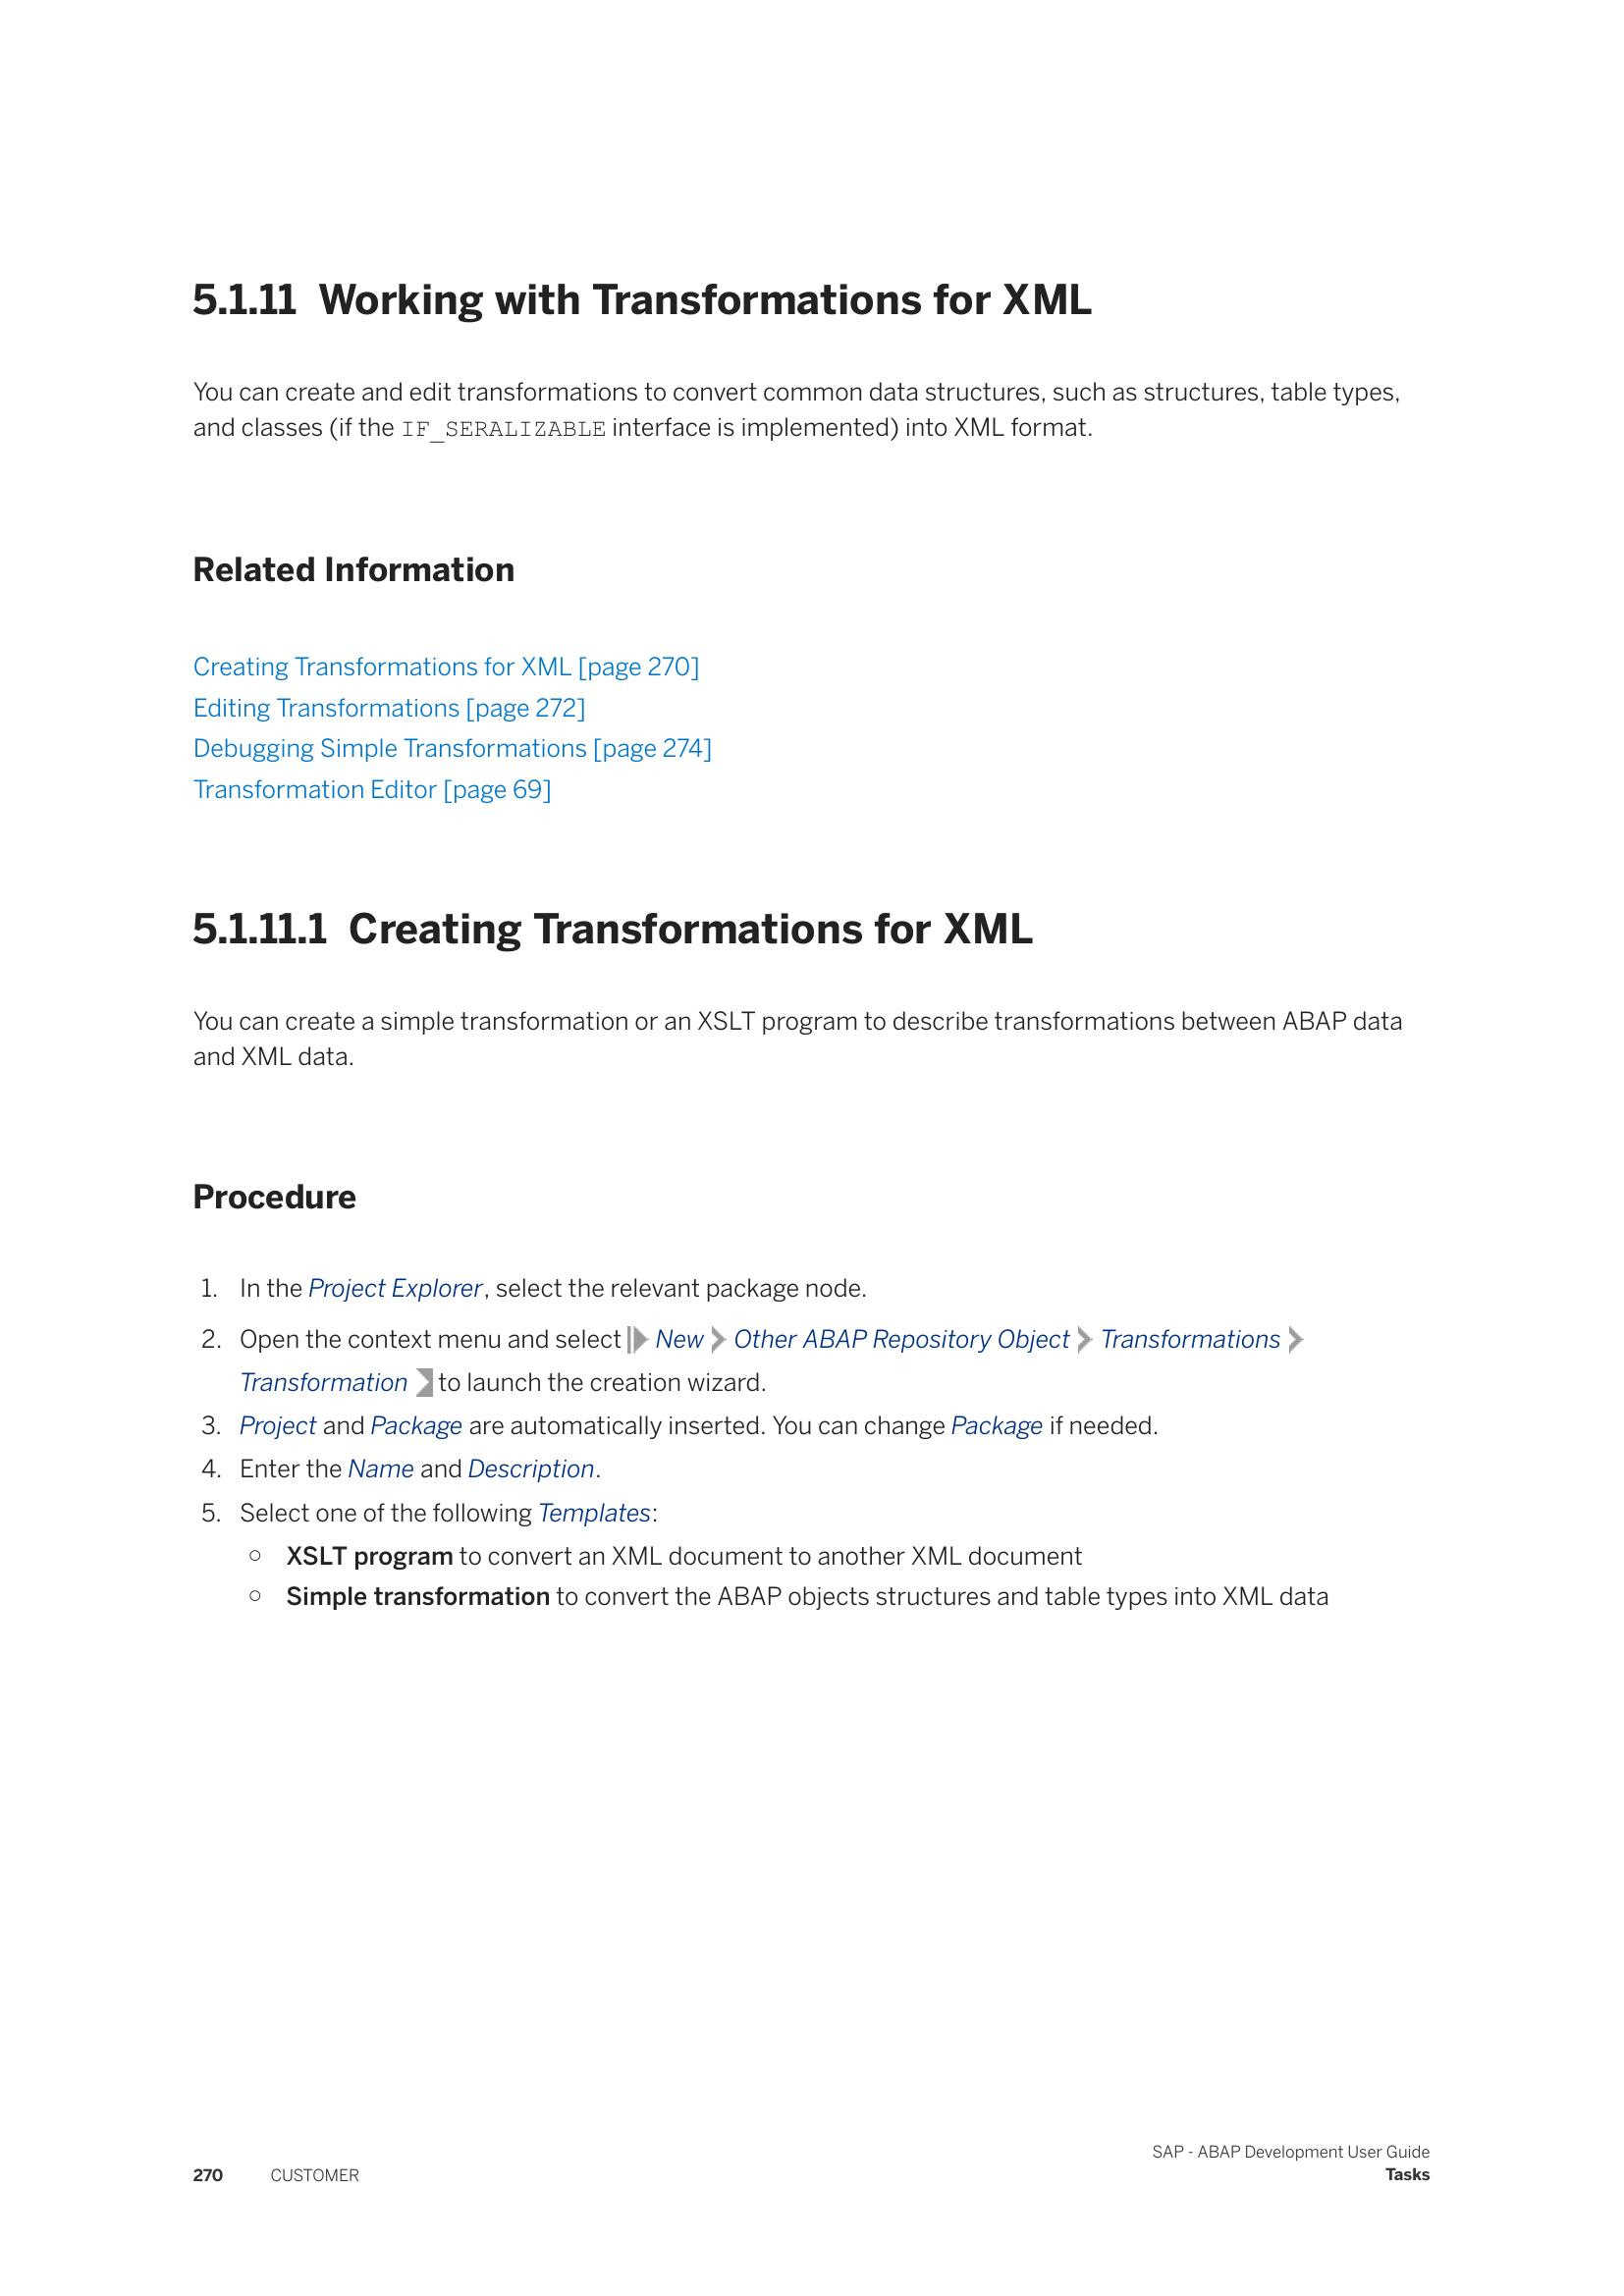 5.1.11 Working with Transformations for XML
You can create and edit transformations to convert common data structures, such as structures, table types,
and classes (if the IF_SERALIZABLE interface is implemented) into XML format.
Related Information
Creating Transformations for XML [page 270]
Editing Transformations [page 272]
Debugging Simple Transformations [page 274]
Transformation Editor [page 69]
5.1.11.1 Creating Transformations for XML
You can create a simple transformation or an XSLT program to describe transformations between ABAP data
and XML data.
Procedure
1. In the Project Explorer, select the relevant package node.
2. Open the context menu and select New Other ABAP Repository Object Transformations
Transformation to launch the creation wizard.
3. Project and Package are automatically inserted. You can change Package if needed.
4. Enter the Name and Description.
5. Select one of the following Templates:
○ XSLT program to convert an XML document to another XML document
○ Simple transformation to convert the ABAP objects structures and table types into XML data
SAP - ABAP Development User Guide
270 CUSTOMER Tasks